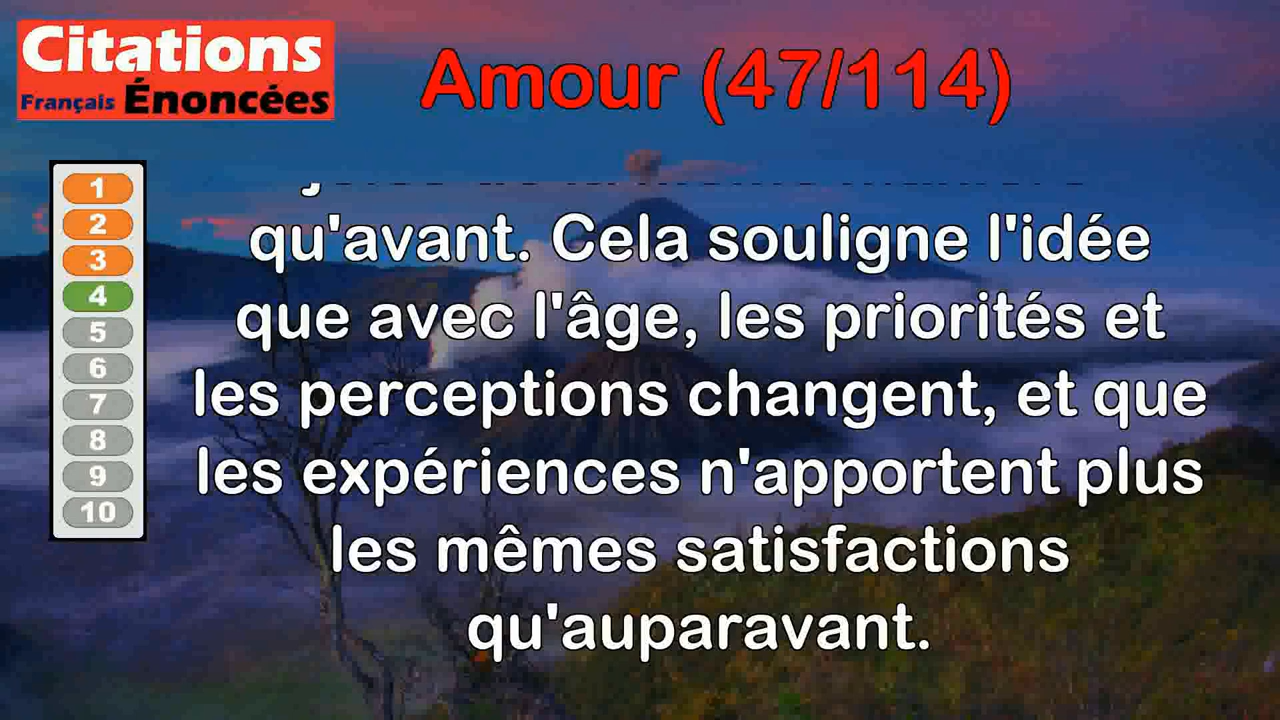 Citations
Français Énoncées
Amour (47/114)
1
2
3
4
5
6
7
8
9
10
qu'avant. Cela souligne l'idée
que avec l'âge, les priorités et
les perceptions changent, et que
les expériences n'apportent plus
les mêmes satisfactions
qu'auparavant.